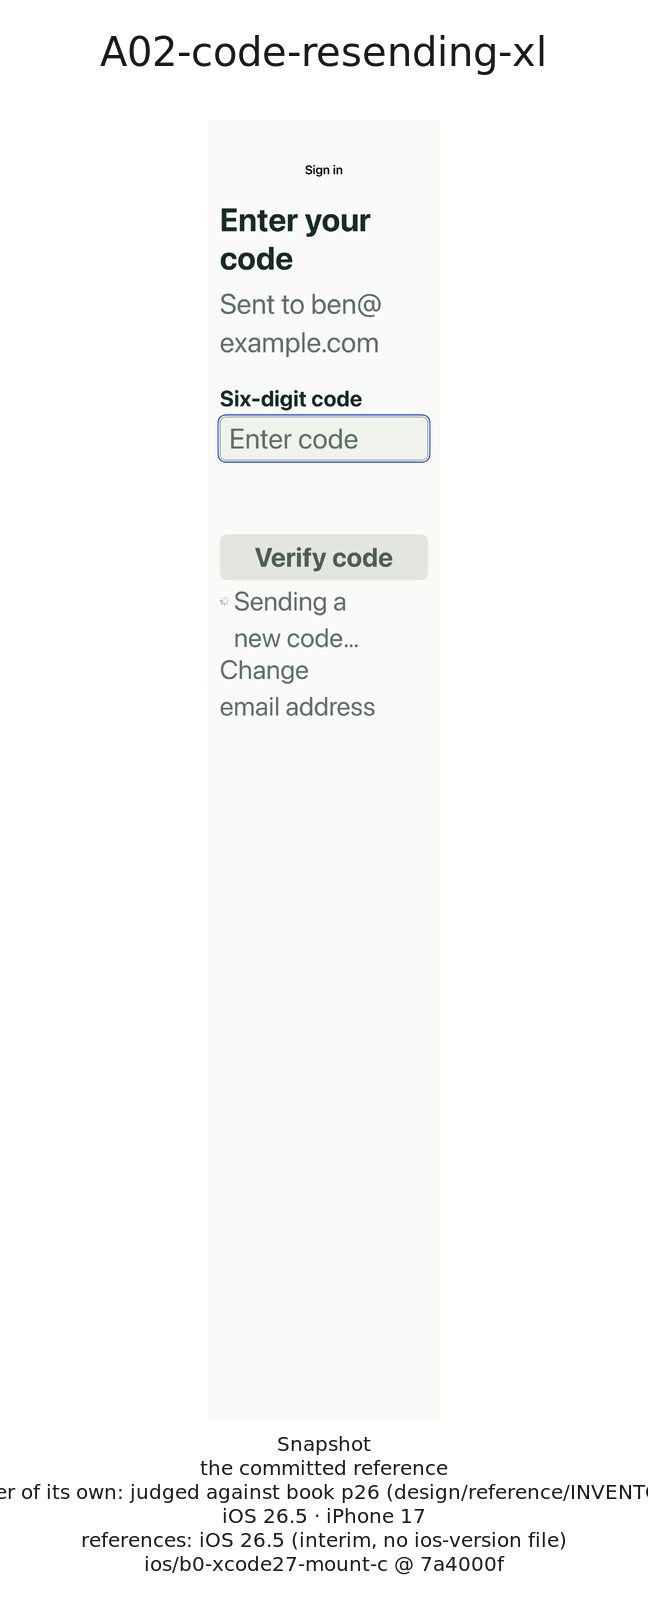 A02-code-resending-xl
Sign in
Enter your
code
Sent to ben@
example.com
Six-digit code
Enter code
Verify code
Sending a
new code…
Change
email address
Snapshot
the committed reference
of its own: judged against book p26 (design/reference/
iOS 26.5 · iPhone 17
references: iOS 26.5 (interim, no ios-version file)
ios/b0-xcode27-mount-c @ 7a4000f